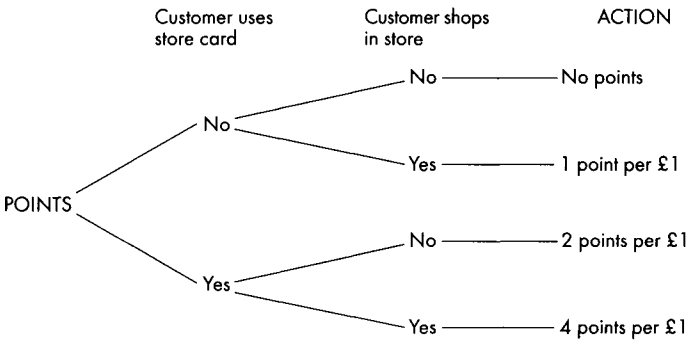 Customer uses
store card
Customer shops
in store
ACTION
No
No points
No
Yes
1 point per £1
POINTS
No
2 points per £1
Yes
Yes
4 points per £1